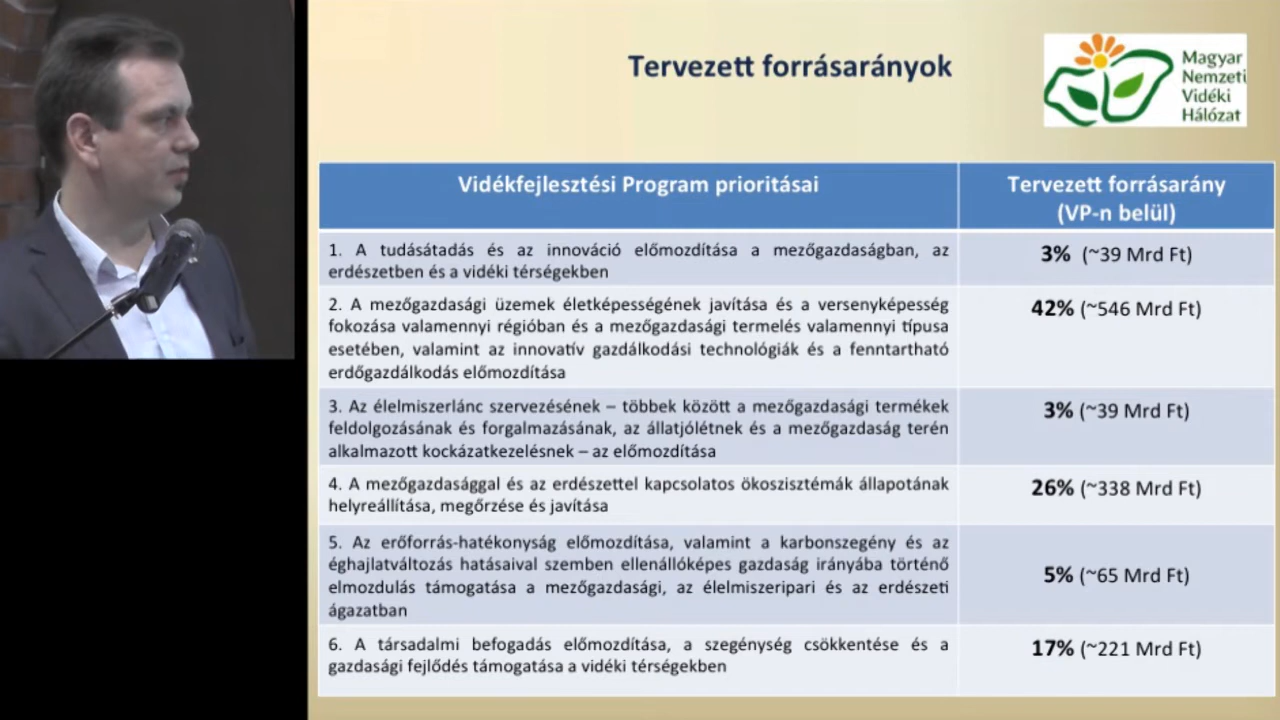 Tervezett forrásarányok
Magyar
Nemzeti
Vidéki
Hálózat
Vidékfejlesztési Program prioritásai
Tervezett forrásarány
(VP-n belül)
1. A tudásátadás és az innováció előmozdítása a mezőgazdaságban, az
erdészetben és a vidéki térségekben
3% (~39 Mrd Ft)
2. A mezőgazdasági üzemek életképességének javítása és a versenyképesség
fokozása valamennyi régióban és a mezőgazdasági termelés valamennyi típusa
esetében, valamint az innovatív gazdálkodási technológiák és a fenntartható
erdőgazdálkodás előmozdítása
42% (~546 Mrd Ft)
3. Az élelmiszerlánc szervezésének – többek között a mezőgazdasági termékek
feldolgozásának és forgalmazásának, az állatjólétnek és a mezőgazdaság terén
alkalmazott kockázatkezelésnek – az előmozdítása
3% (~39 Mrd Ft)
4. A mezőgazdasággal és az erdészettel kapcsolatos ökoszisztémák állapotának
helyreállítása, megőrzése és javítása
26% (~338 Mrd Ft)
5. Az erőforrás-hatékonyság előmozdítása, valamint a karbonszegény és az
éghajlatváltozás hatásaival szemben ellenállóképes gazdaság irányába történő
elmozdulás támogatása a mezőgazdasági, az élelmiszeripari és az erdészeti
ágazatban
5% (~65 Mrd Ft)
6. A társadalmi befogadás előmozdítása, a szegénység csökkentése és a
gazdasági fejlődés támogatása a vidéki térségekben
17% (~221 Mrd Ft)